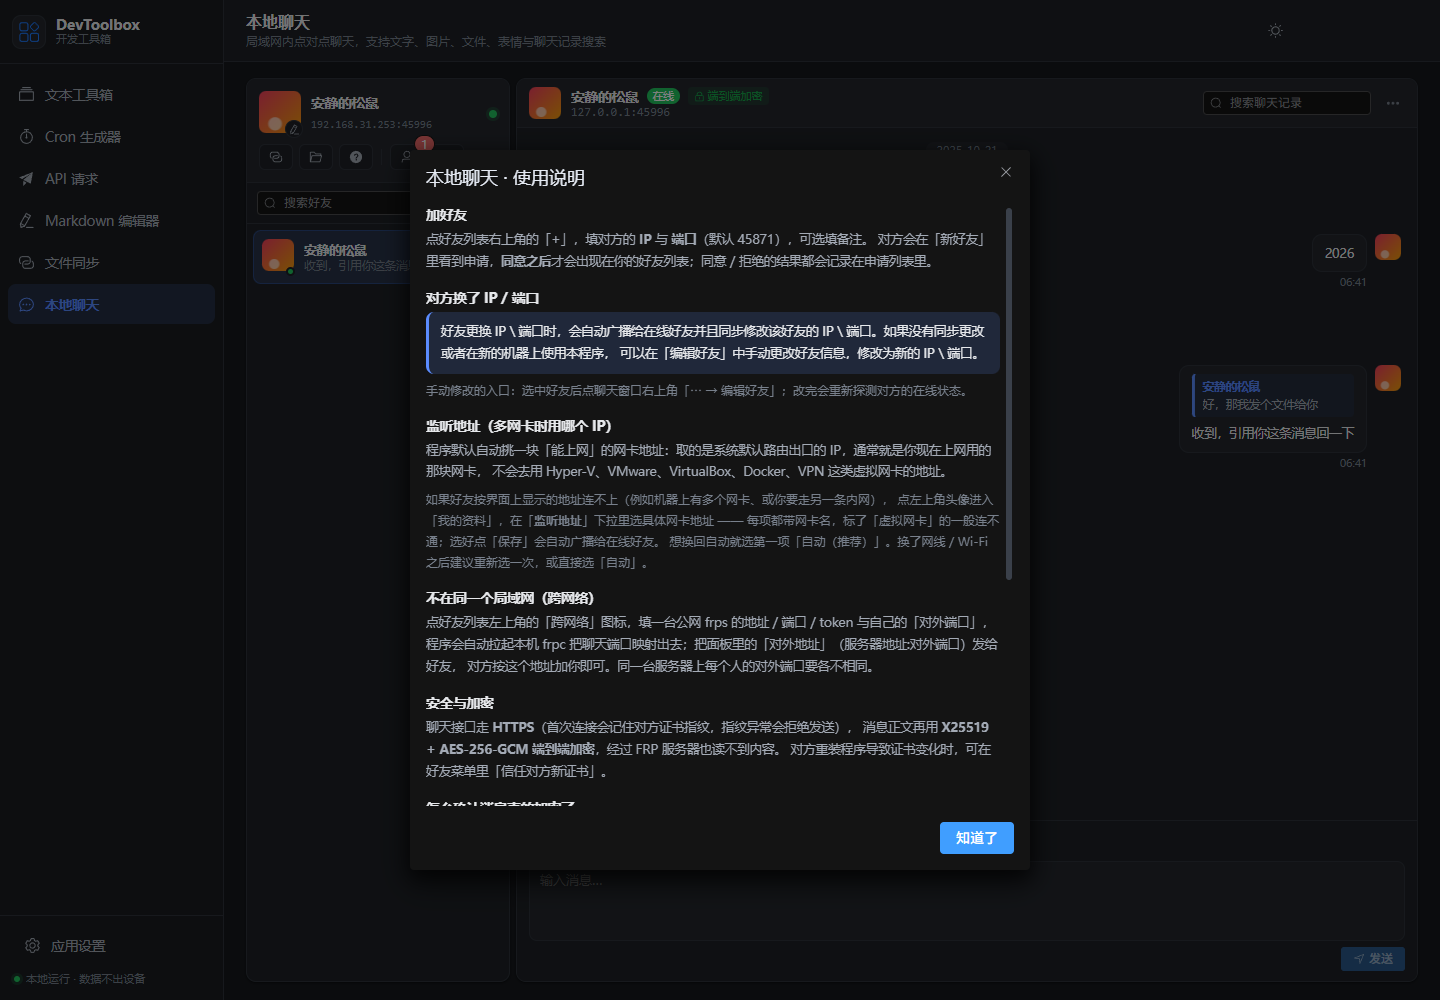 DevToolbox
开发工具箱
文本工具箱
Cron 生成器
API 请求
Markdown 编辑器
文件同步
本地聊天
应用设置
本地运行 · 数据不出设备
本地聊天
局域网内点对点聊天，支持文字、图片、文件、表情与聊天记录搜索
安静的松鼠
192.168.31.253:45996
1
搜索好友
安静的松鼠
收到，引用你这条消
安静的松鼠 在线 端到端加密
127.0.0.1:45996
搜索聊天记录
2026
06:41
安静的松鼠
好，那我发个文件给你
收到，引用你这条消息回一下
06:41
输入消息...
发送
本地聊天 · 使用说明
加好友
点好友列表右上角的「+」，填对方的 IP 与 端口（默认 45871），可选填备注。 对方会在「新好友」
里看到申请，同意之后才会出现在你的好友列表；同意 / 拒绝的结果都会记录在申请列表里。
对方换了 IP / 端口
好友更换 IP \ 端口时，会自动广播给在线好友并且同步修改该好友的 IP \ 端口。如果没有同步更改
或者在新的机器上使用本程序， 可以在「编辑好友」中手动更改好友信息，修改为新的 IP \ 端口。
手动修改的入口：选中好友后点聊天窗口右上角「··· → 编辑好友」；改完会重新探测对方的在线状态。
监听地址（多网卡时用哪个 IP）
程序默认自动挑一块「能上网」的网卡地址：取的是系统默认路由出口的 IP，通常就是你现在上网用的
那块网卡， 不会去用 Hyper-V、VMware、VirtualBox、Docker、VPN 这类虚拟网卡的地址。
如果好友按界面上显示的地址连不上（例如机器上有多个网卡、或你要走另一条内网）， 点左上角头像进入
「我的资料」，在「监听地址」下拉里选具体网卡地址 —— 每项都带网卡名，标了「虚拟网卡」的一般连不
通；选好点「保存」会自动广播给在线好友。 想换回自动就选第一项「自动（推荐）」。换了网线 / Wi-Fi
之后建议重新选一次，或直接选「自动」。
不在同一个局域网（跨网络）
点好友列表左上角的「跨网络」图标，填一台公网 frps 的地址 / 端口 / token 与自己的「对外端口」，
程序会自动拉起本机 frpc 把聊天端口映射出去；把面板里的「对外地址」（服务器地址:对外端口）发给
好友， 对方按这个地址加你即可。同一台服务器上每个人的对外端口要各不相同。
安全与加密
聊天接口走 HTTPS（首次连接会记住对方证书指纹，指纹异常会拒绝发送）， 消息正文再用 X25519
+ AES-256-GCM 端到端加密，经过 FRP 服务器也读不到内容。 对方重装程序导致证书变化时，可在
好友菜单里「信任对方新证书」。
知道了